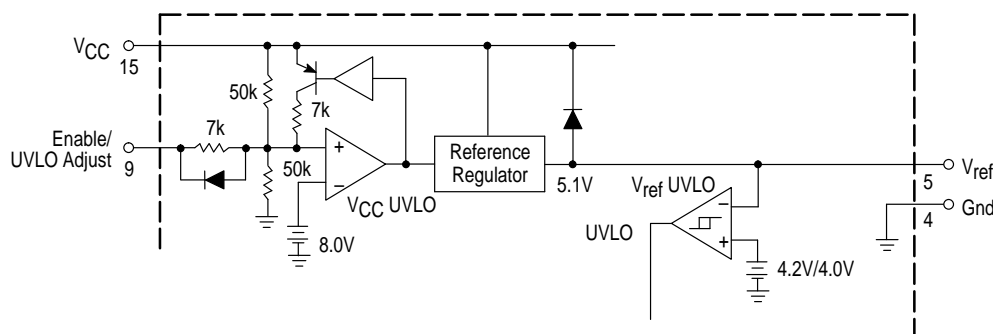 VCC
15
50k
7k
Enable/
UVLO Adjust
9
7k
50k
+
−
VCC UVLO
8.0V
Reference
Regulator
5.1V
Vref UVLO
−
+
UVLO
4.2V/4.0V
Vref
5
Gnd
4